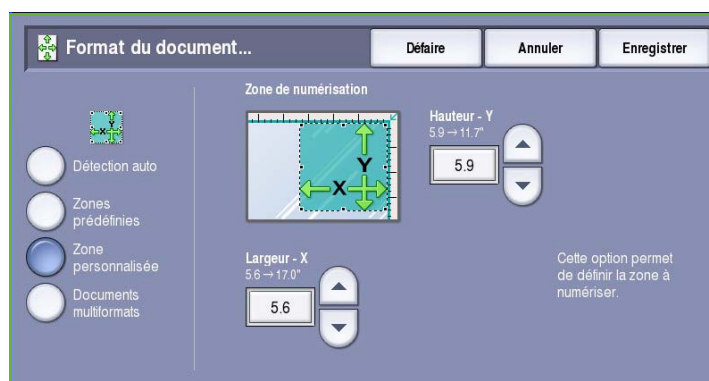 Format du document...
Défaire
Annuler
Enregistrer
Zone de numérisation
Détection auto
Zones
prédéfinies
Zone
personnalisée
Documents
multiformats
Y
X
Hauteur - Y
5.9→11.7"
5.9
Largeur - X
5.6→17.0"
5.6
Cette option permet
de définir la zone à
numériser.